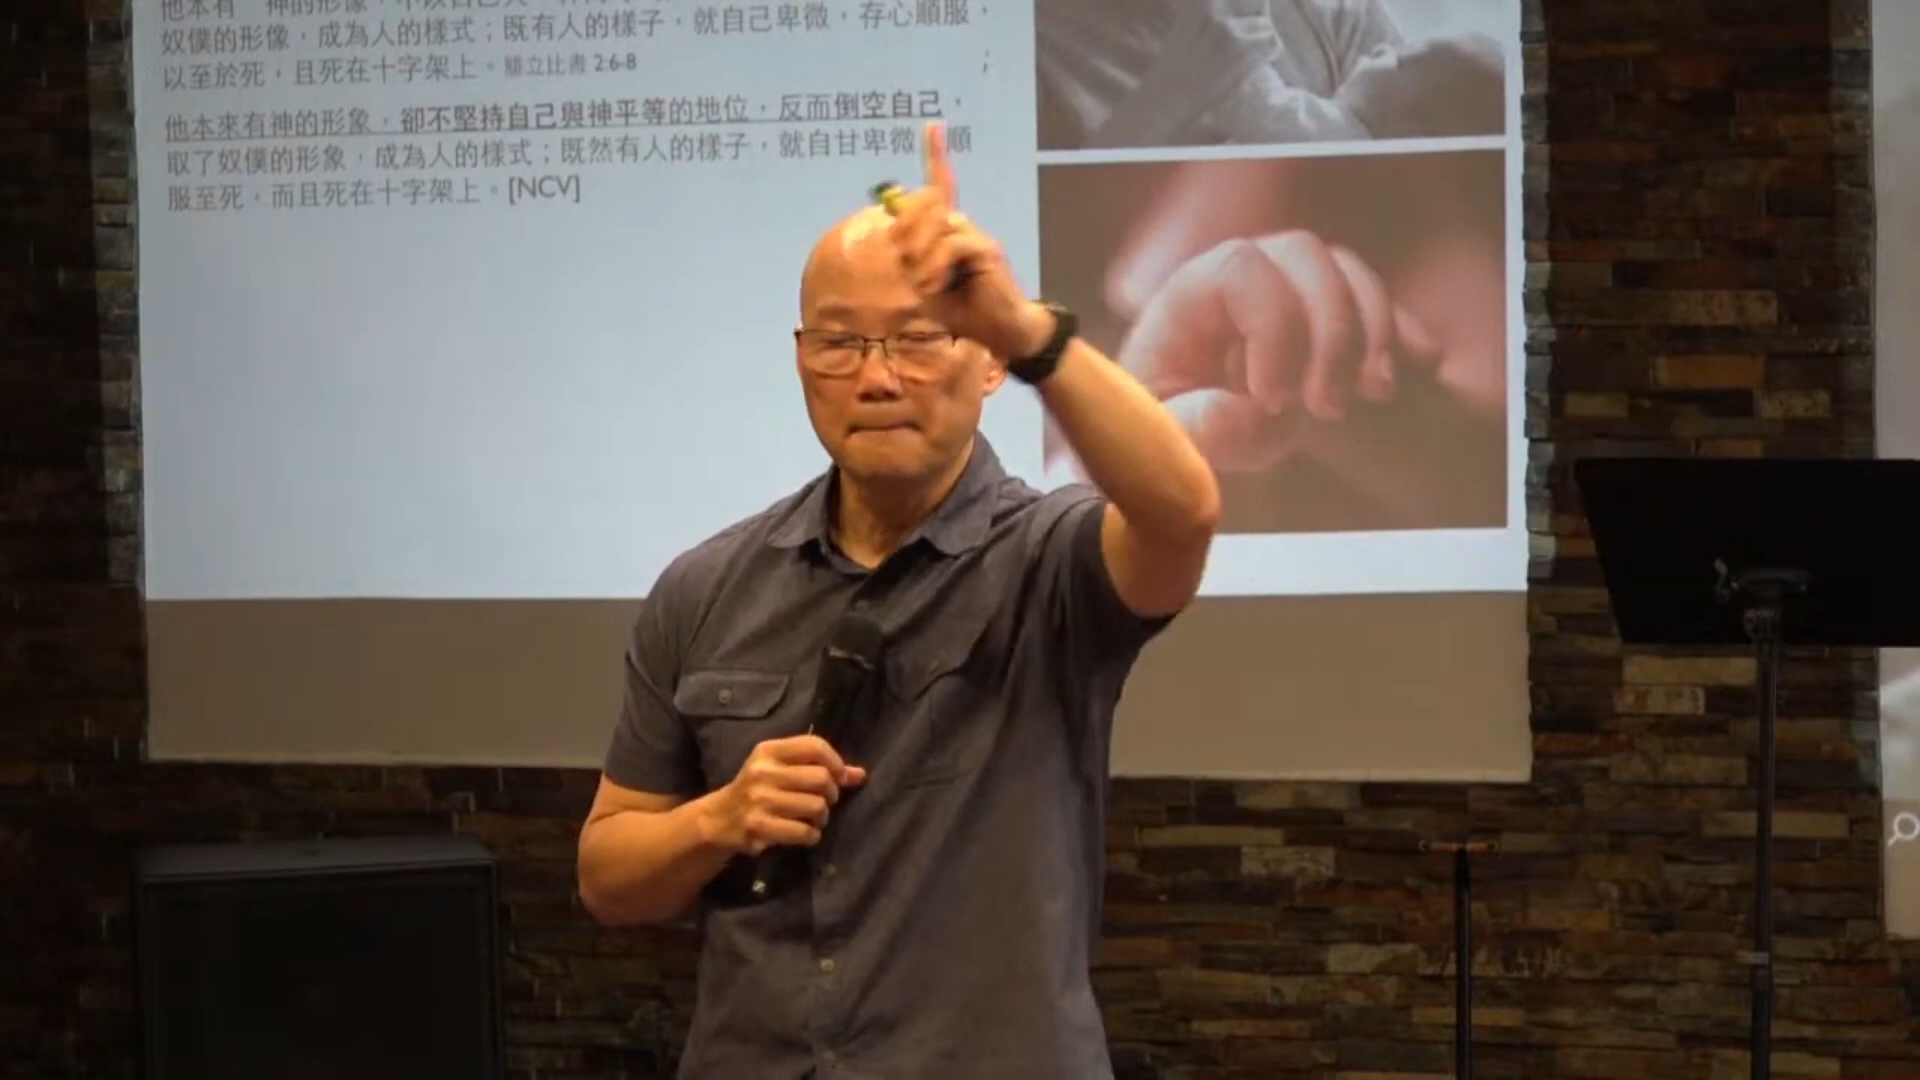 奴僕的形像，成為人的樣式；既有人的樣子，就自己卑微，存心順服，
以至於死，且死在十字架上。腓立比書 2:6-8
他本來有神的形象，卻不堅持自己與神平等的地位，反而倒空自己，
取了奴僕的形象，成為人的樣式；既然有人的樣子，就自甘卑微 順
服至死，而且死在十字架上。[NCV]